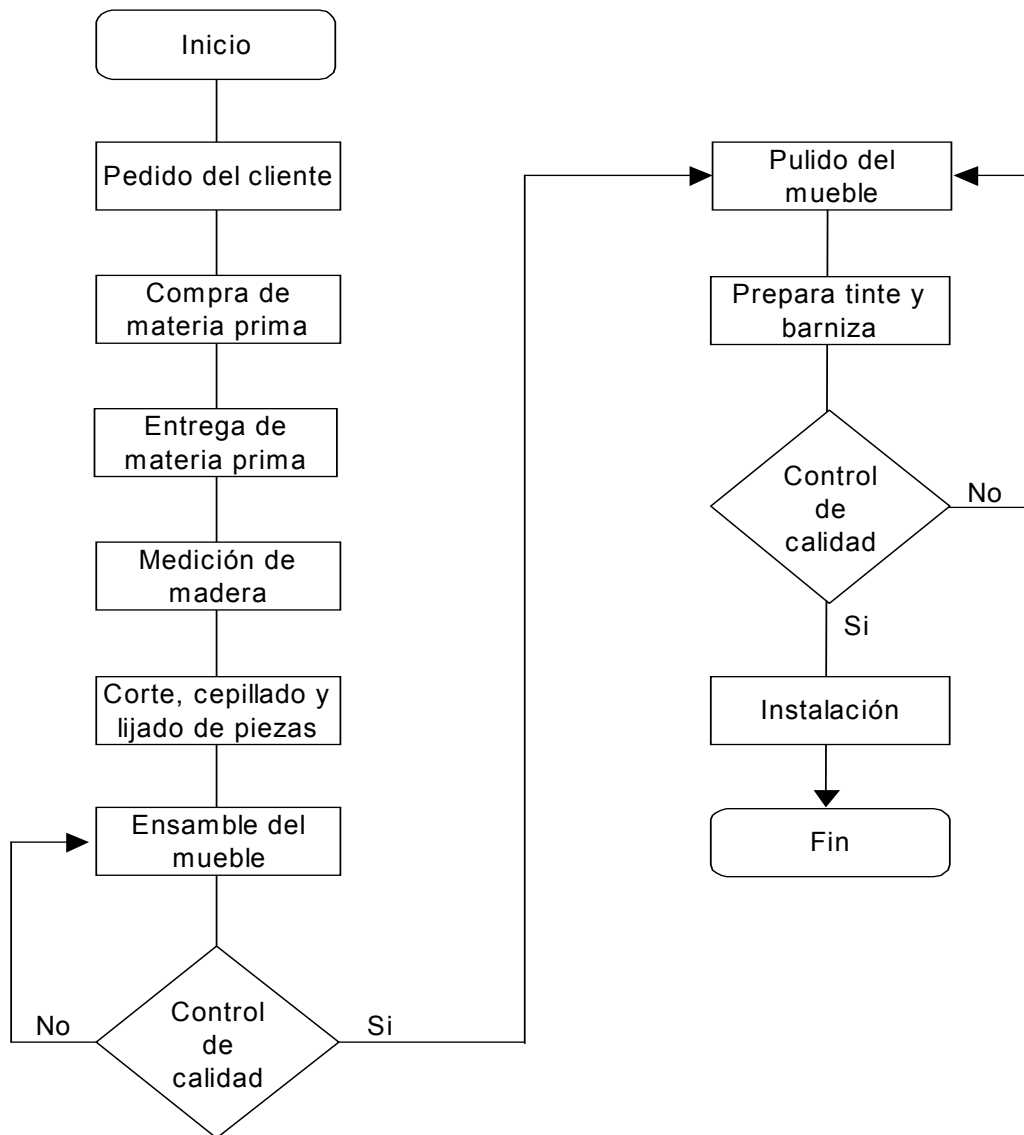 Inicio
Pedido del cliente
Compra de
materia prima
Entrega de
materia prima
Medición de
madera
Corte, cepillado y
lijado de piezas
Ensamble del
mueble
Control
de
calidad
No
Si
Pulido del
mueble
Prepara tinte y
barniza
Control
de
calidad
No
Si
Instalación
Fin